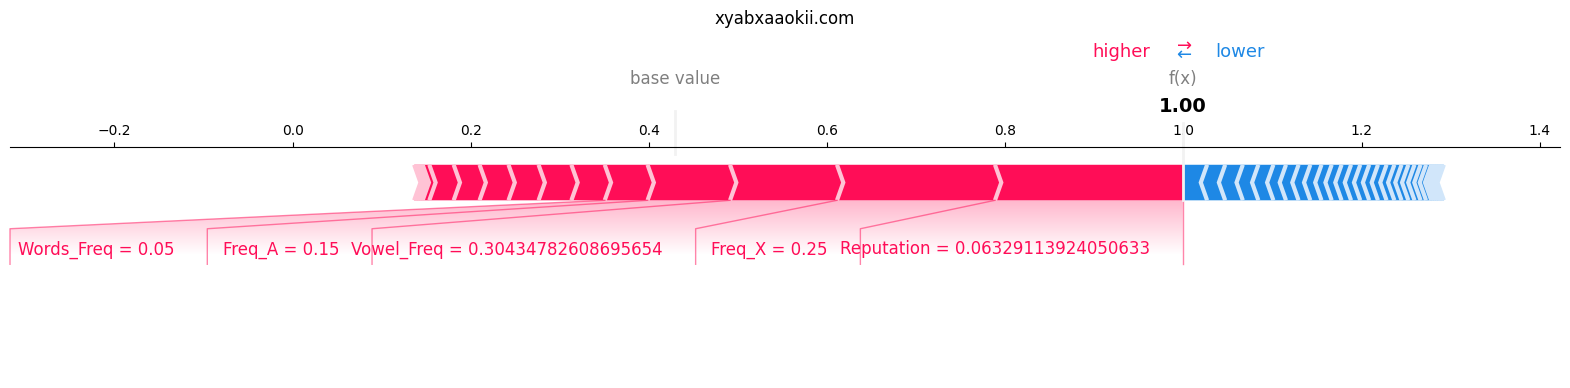 xyabxaaokii.com
higher ⇄ lower
base value f(x)
1.00
−0.2 0.0 0.2 0.4 0.6 0.8 1.0 1.2 1.4
Words_Freq = 0.05 Freq_A = 0.15 Vowel_Freq = 0.30434782608695654 Freq_X = 0.25 Reputation = 0.06329113924050633